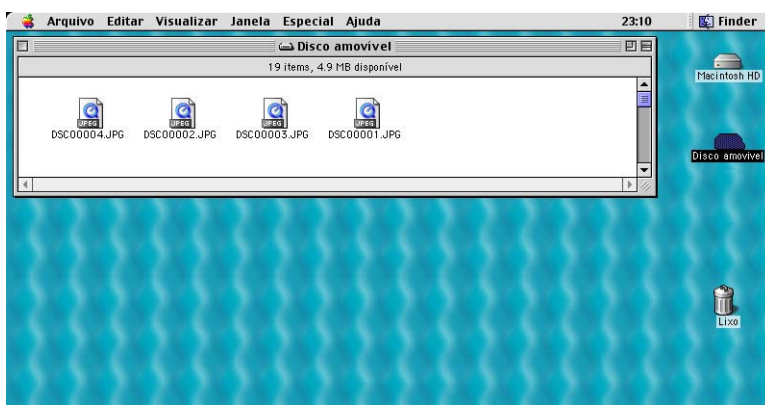 Arquivo Editar Visualizar Janela Especial Ajuda 23:10 Finder
Disco amovível
19 items, 4.9 MB disponível
JPEG JPEG JPEG JPEG
DSC00004.JPG DSC00002.JPG DSC00003.JPG DSC00001.JPG
Macintosh HD
Disco amovível
Lixo